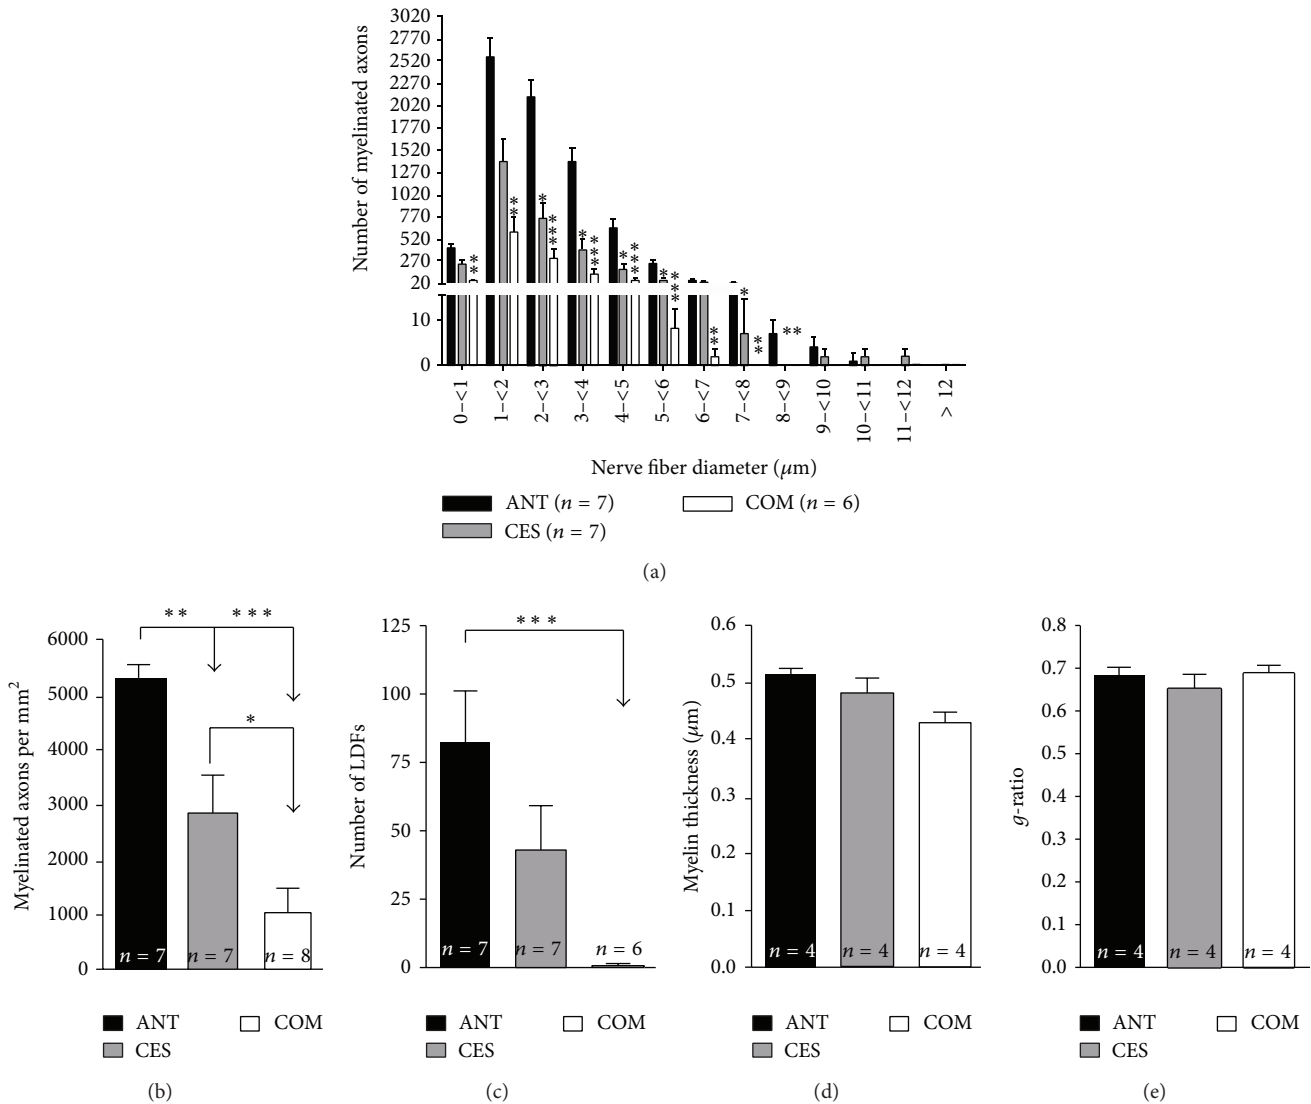 Number of myelinated axons
3020
2770
2520
2270
2020
1770
1520
1270
1020
770
520
270
20
10
0
**
**
*
***
*
***
*
***
*
***
**
*
**
**
0–<1
1–<2
2–<3
3–<4
4–<5
5–<6
6–<7
7–<8
8–<9
9–<10
10–<11
11–<12
> 12
Nerve fiber diameter (μm)
ANT (n = 7)
COM (n = 6)
CES (n = 7)
(a)
Myelinated axons per mm2
6000
5000
4000
3000
2000
1000
0
**
***
*
n = 7
n = 7
n = 8
ANT
COM
CES
(b)
Number of LDFs
125
100
75
50
25
0
***
n = 7
n = 7
n = 6
ANT
COM
CES
(c)
Myelin thickness (μm)
0.6
0.5
0.4
0.3
0.2
0.1
0.0
n = 4
n = 4
n = 4
ANT
COM
CES
(d)
g-ratio
0.8
0.7
0.6
0.5
0.4
0.3
0.2
0.1
0.0
n = 4
n = 4
n = 4
ANT
COM
CES
(e)